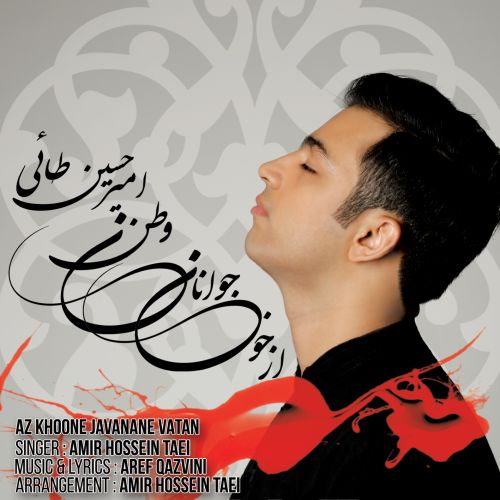 امیرحسین طائی
از خون جوانان وطن
AZ KHOONE JAVANANE VATAN
SINGER : AMIR HOSSEIN TAEI
MUSIC & LYRICS : AREF QAZVINI
ARRANGEMENT : AMIR HOSSEIN TAEI